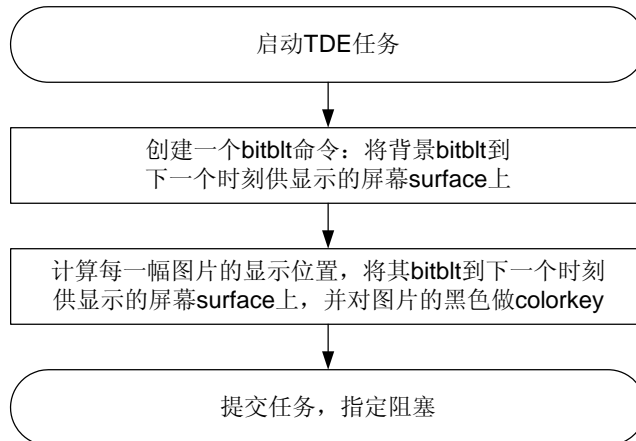 启动TDE任务
创建一个bitblt命令：将背景bitblt到
下一个时刻供显示的屏幕surface上
计算每一幅图片的显示位置，将其bitblt到下一个时刻
供显示的屏幕surface上，并对图片的黑色做colorkey
提交任务，指定阻塞